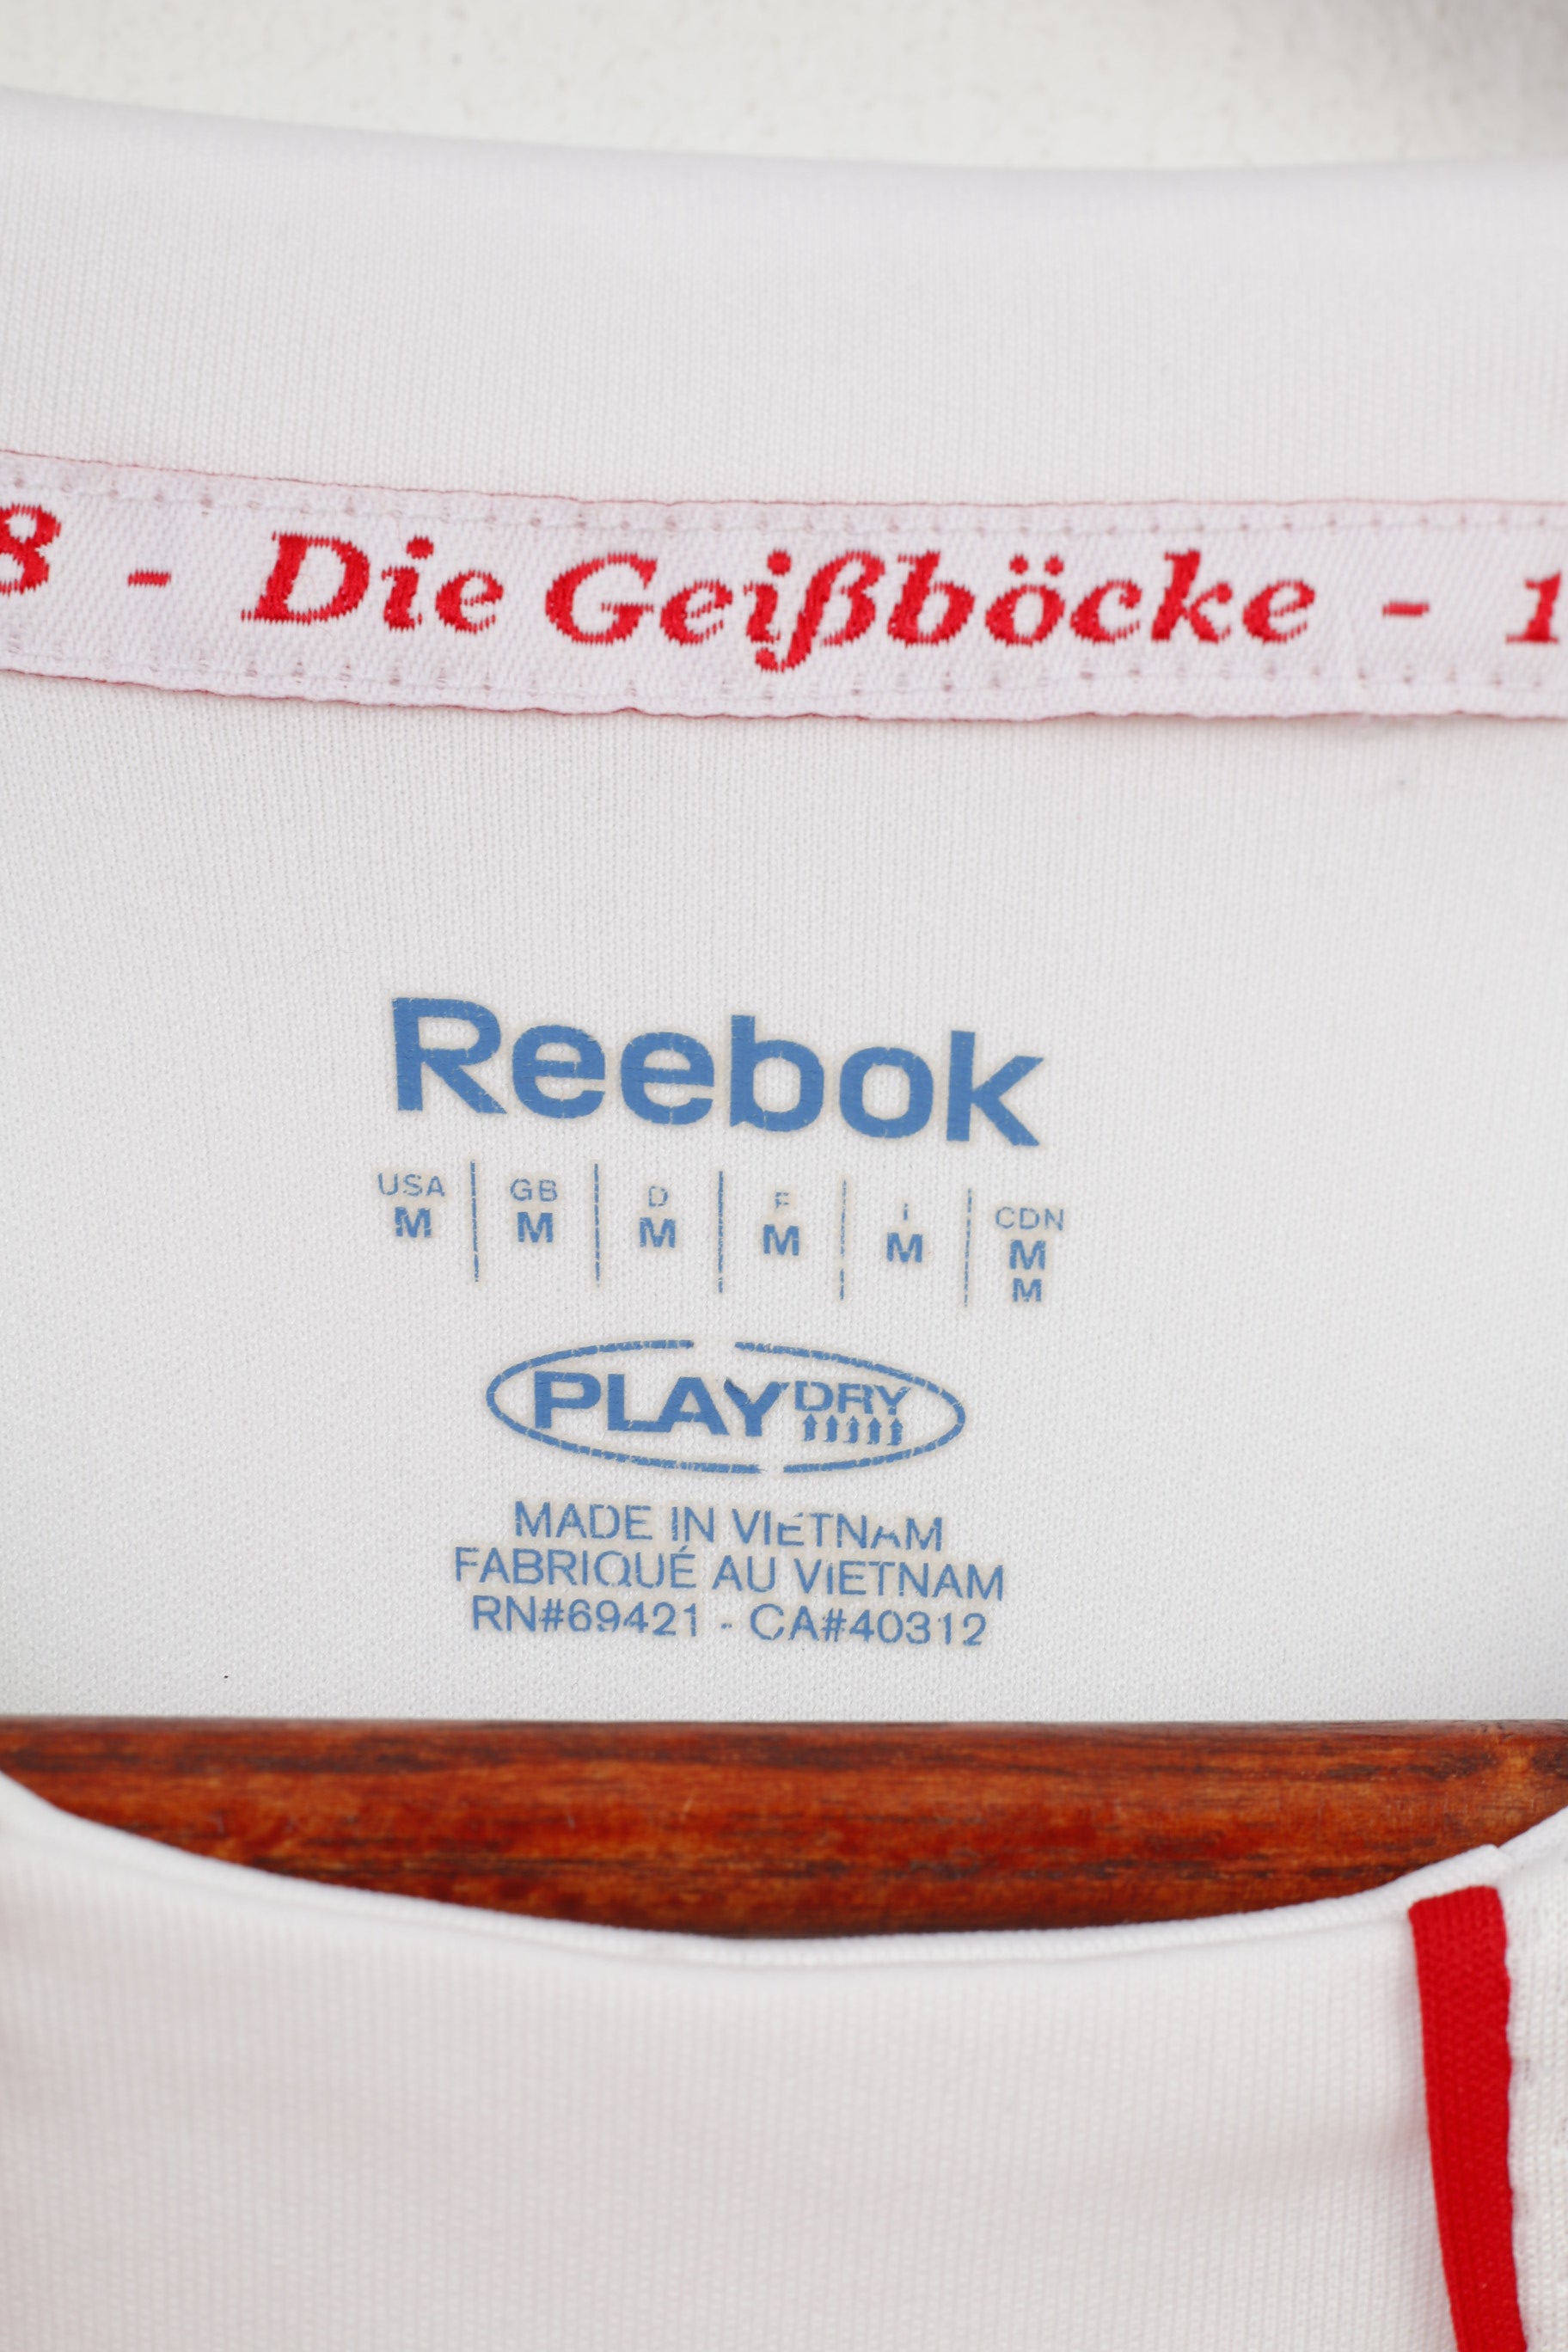 8 - Die Geißböcke - 1
Reebok
USA GB D F I CDN
M M M M M M
M
PLAY DRY
MADE IN VIETNAM
FABRIQUÉ AU VIETNAM
RN#69421 - CA#40312